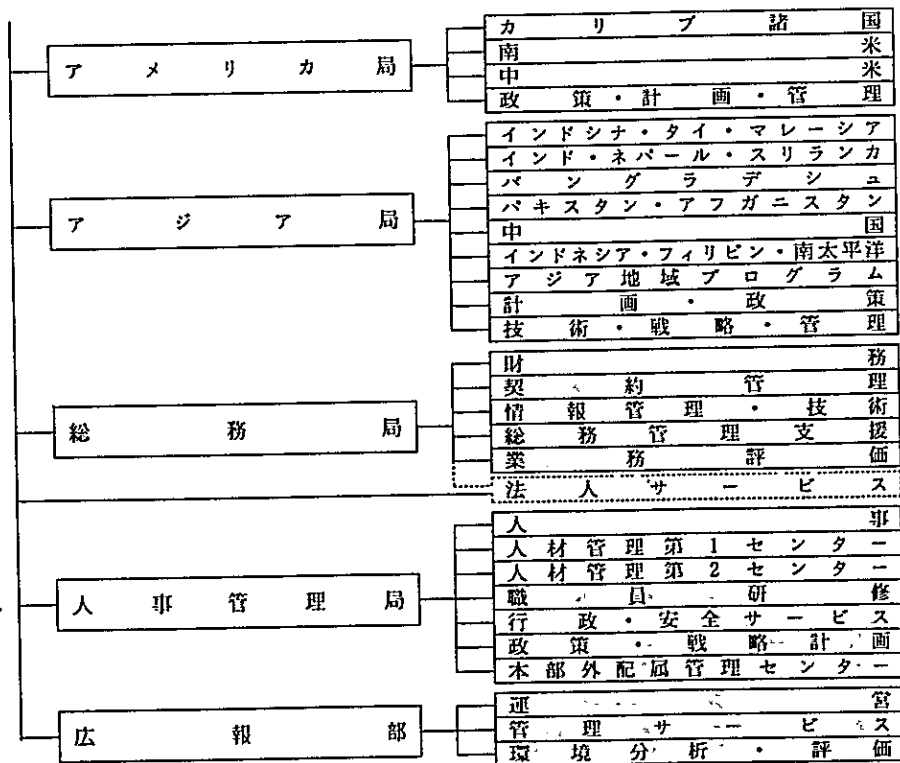 アメリカ局
カリブ諸国
南米
中米
政策・計画・管理
アジア局
インドシナ・タイ・マレーシア
インド・ネパール・スリランカ
バングラデシュ
パキスタン・アフガニスタン
中国
インドネシア・フィリピン・南太平洋
アジア地域プログラム
計画・政策
技術・戦略・管理
総務局
財務
契約管理
情報管理・技術
総務管理支援
業務評価
法人サービス
人事管理局
人事
人材管理第1センター
人材管理第2センター
職員研修
行政・安全サービス
政策・戦略計画
本部外配属管理センター
広報部
運営
管理サービス
環境分析・評価